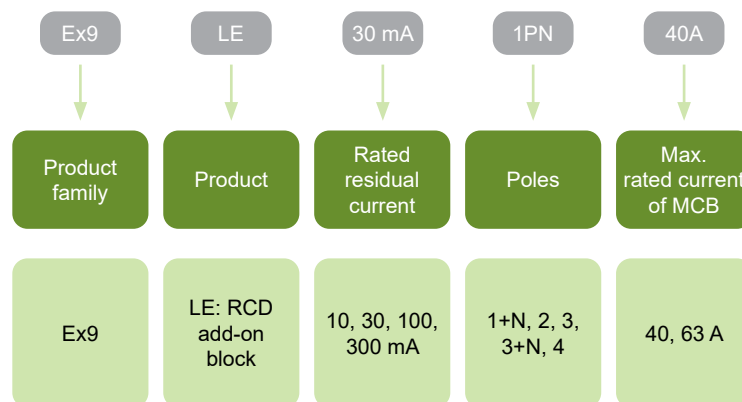 Ex9
LE
30 mA
1PN
40A
Product
family
Product
Rated
residual
current
Poles
Max.
rated current
of MCB
Ex9
LE: RCD
add-on
block
10, 30, 100,
300 mA
1+N, 2, 3,
3+N, 4
40, 63 A